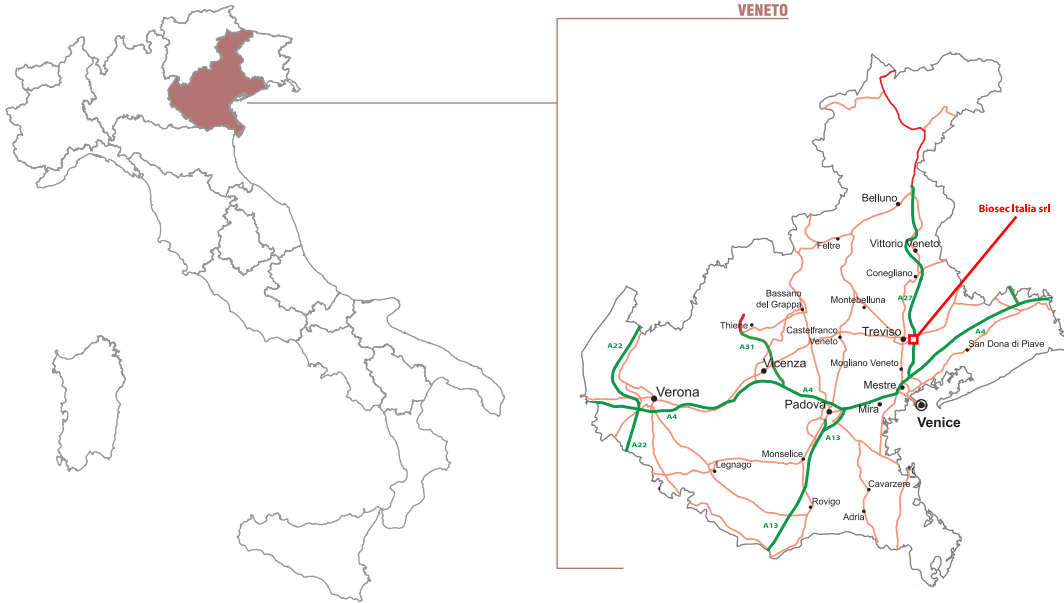 VENETO
Belluno
Biosec Italia srl
Feltre
Vittorio Veneto
Conegliano
Bassano
del Grappa
Montebelluna
A27
Thiene
Castelfranco
Veneto
Treviso
A4
A22
A31
San Dona di Piave
Vicenza
Mogliano Veneto
Mestre
Verona
A4
Padova
Mira
A4
Venice
A22
A13
Monselice
Legnago
Cavarzere
Rovigo
Adria
A13